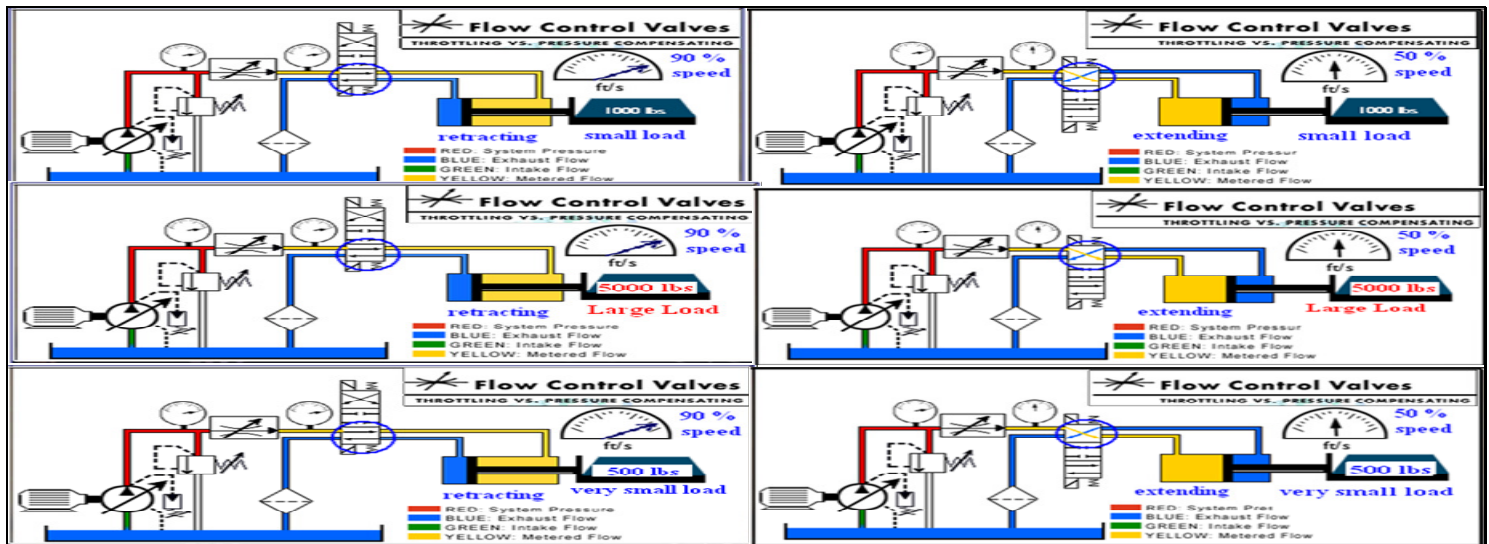 Flow Control Valves
THROTTLING VS. PRESSURE COMPENSATING
90 %
speed
ft/s
1000 lbs.
retracting
small load
RED: System Pressure
BLUE: Exhaust Flow
GREEN: Intake Flow
YELLOW: Metered Flow
Flow Control Valves
THROTTLING VS. PRESSURE COMPENSATING
50 %
speed
ft/s
1000 lbs.
extending
small load
RED: System Pressur
BLUE: Exhaust Flow
GREEN: Intake Flow
YELLOW: Metered Flow
Flow Control Valves
THROTTLING VS. PRESSURE COMPENSATING
90 %
speed
ft/s
5000 lbs
retracting
Large Load
RED: System Pressure
BLUE: Exhaust Flow
GREEN: Intake Flow
YELLOW: Metered Flow
Flow Control Valves
THROTTLING VS. PRESSURE COMPENSATING
50 %
speed
ft/s
5000 lbs
extending
Large Load
RED: System Pressur
BLUE: Exhaust Flow
GREEN: Intake Flow
YELLOW: Metered Flow
Flow Control Valves
THROTTLING VS. PRESSURE COMPENSATING
90 %
speed
ft/s
500 lbs
retracting
very small load
RED: System Pressure
BLUE: Exhaust Flow
GREEN: Intake Flow
YELLOW: Metered Flow
Flow Control Valves
THROTTLING VS. PRESSURE COMPENSATING
50 %
speed
ft/s
500 lbs
extending
very small load
RED: System Pres
BLUE: Exhaust Flow
GREEN: Intake Flow
YELLOW: Metered Flow